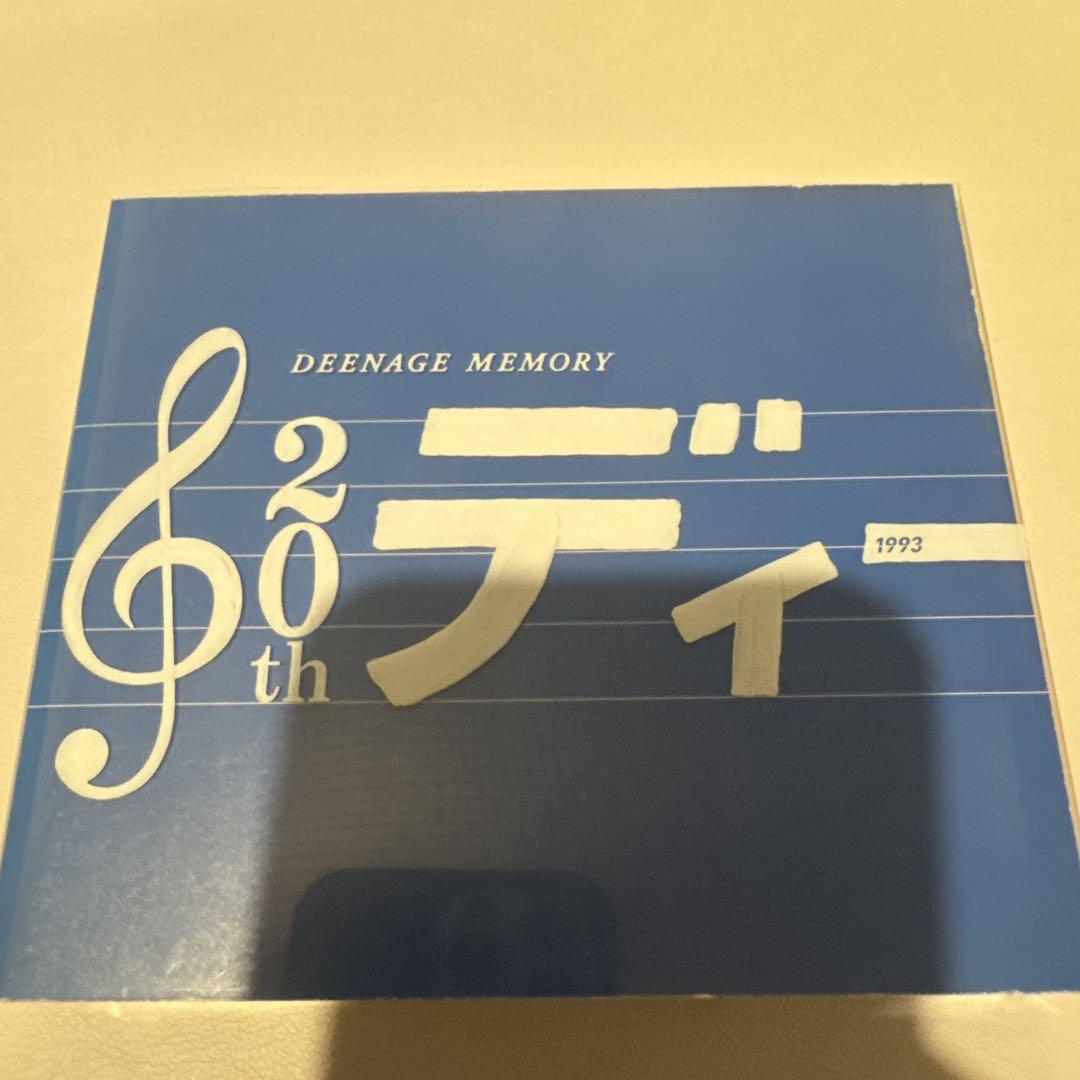 DEENAGE MEMORY
20th
ディー
1993